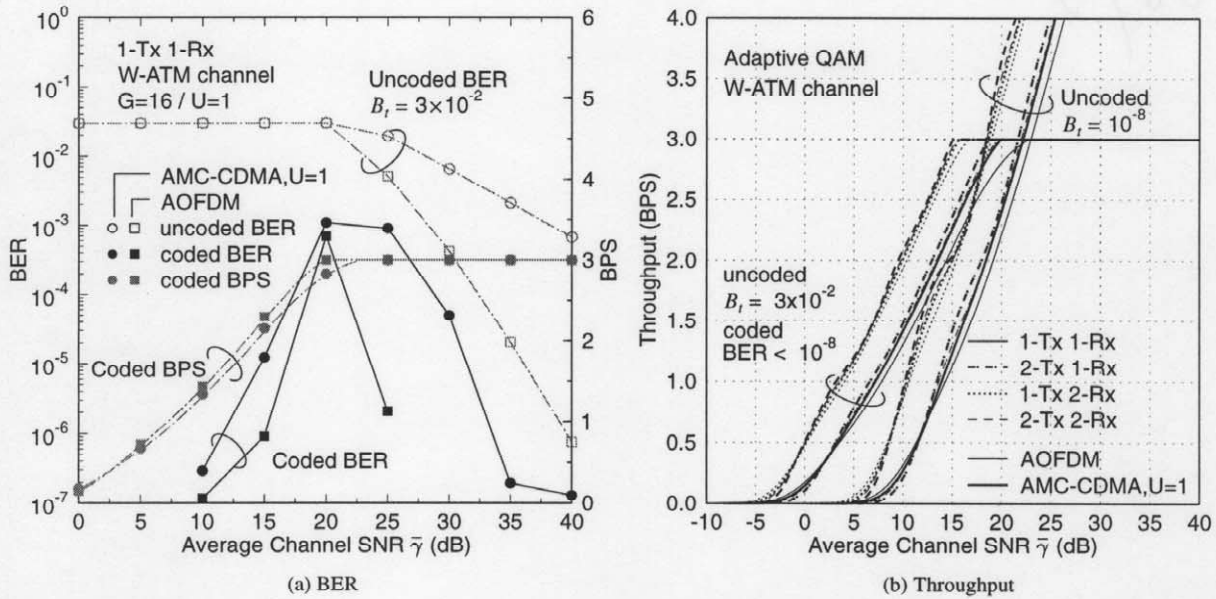 10^0
10^-1
10^-2
10^-3
10^-4
10^-5
10^-6
10^-7
BER
1-Tx 1-Rx
W-ATM channel
G=16 / U=1
Uncoded BER
B_t = 3×10^-2
AMC-CDMA,U=1
AOFDM
uncoded BER
coded BER
coded BPS
Coded BPS
Coded BER
6
5
4
3
2
1
0
BPS
0 5 10 15 20 25 30 35 40
Average Channel SNR γ̄ (dB)
(a) BER
4.0
3.5
3.0
2.5
2.0
1.5
1.0
0.5
0.0
Throughput (BPS)
Adaptive QAM
W-ATM channel
Uncoded
B_t = 10^-8
uncoded
B_t = 3x10^-2
coded
BER < 10^-8
1-Tx 1-Rx
2-Tx 1-Rx
1-Tx 2-Rx
2-Tx 2-Rx
AOFDM
AMC-CDMA,U=1
-10 -5 0 5 10 15 20 25 30 35 40
Average Channel SNR γ̄ (dB)
(b) Throughput